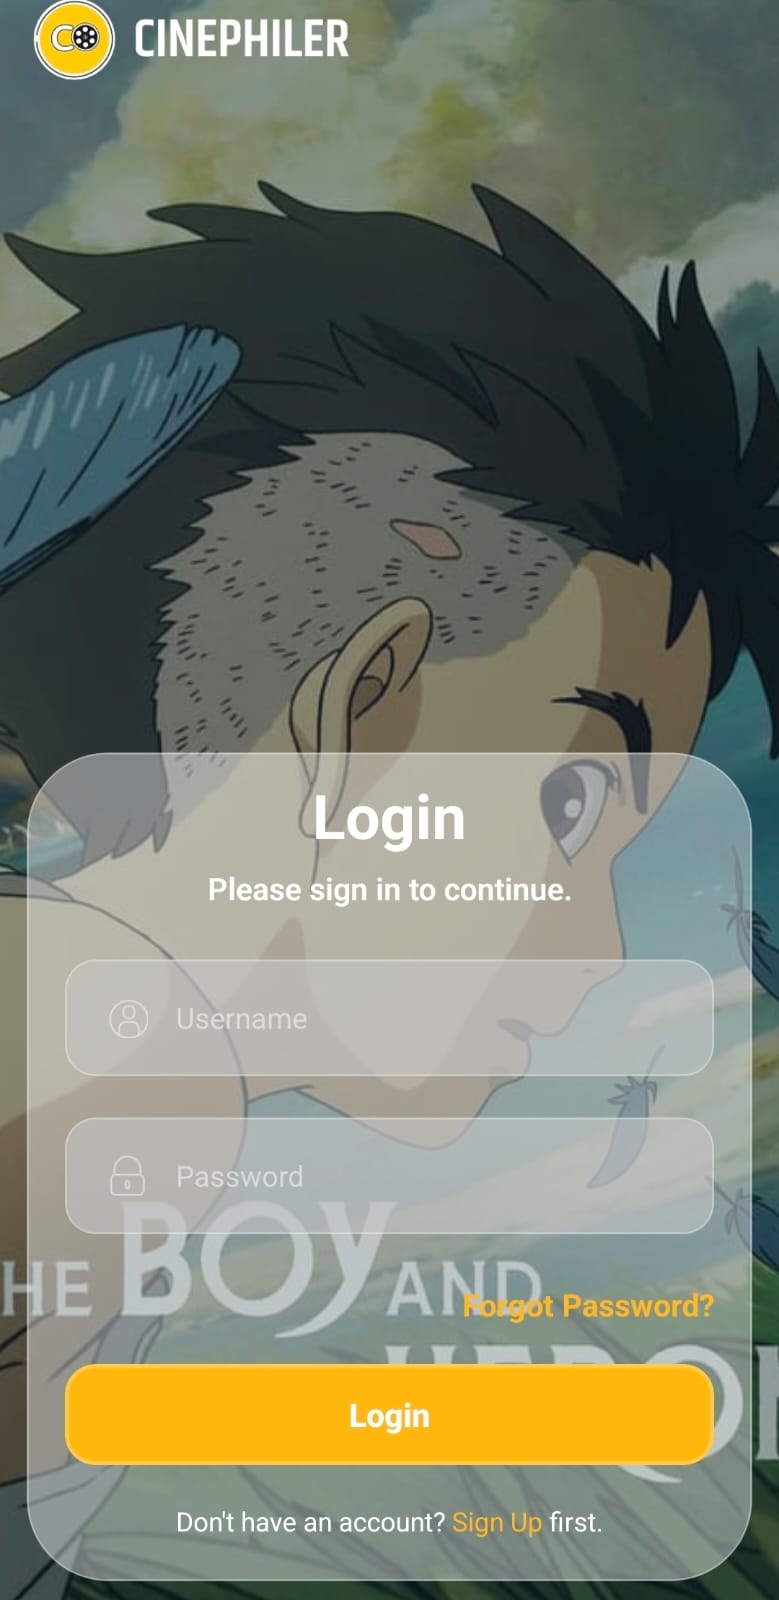 CINEPHILER
Login
Please sign in to continue.
Username
Password
HE BOY AND
Forgot Password?
HERON
Login
Don't have an account? Sign Up first.